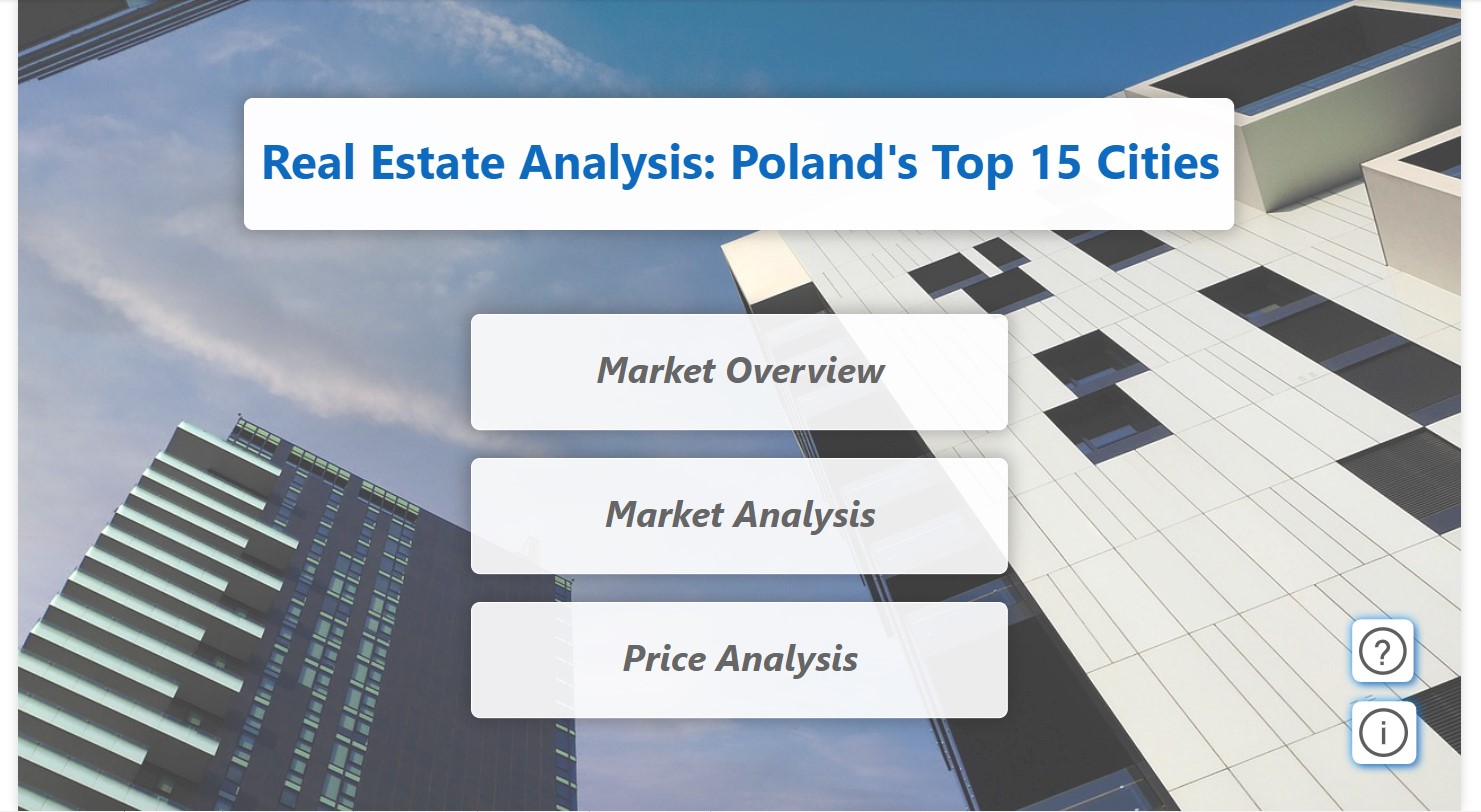 Real Estate Analysis: Poland's Top 15 Cities
Market Overview
Market Analysis
Price Analysis
?
i